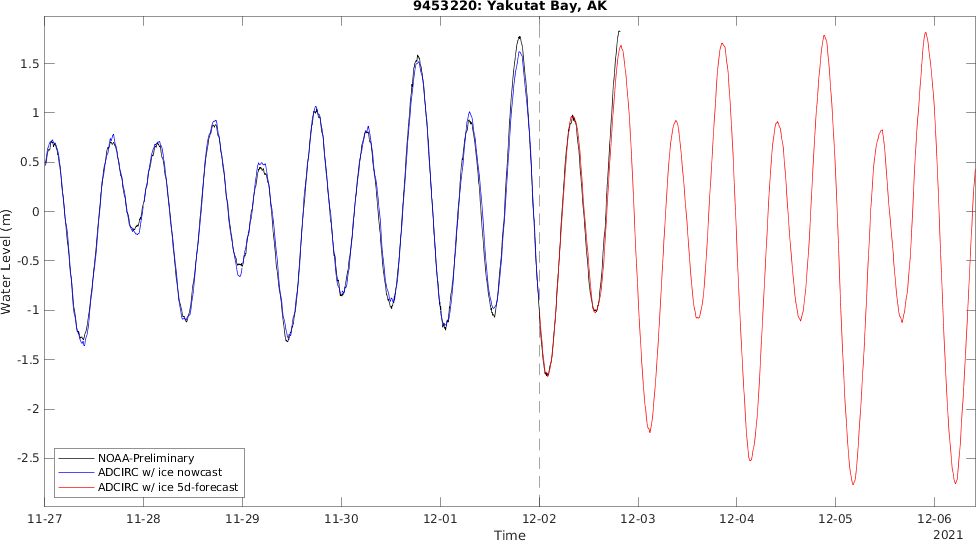 9453220: Yakutat Bay, AK
Water Level (m)
1.5
1
0.5
0
-0.5
-1
-1.5
-2
-2.5
NOAA-Preliminary
ADCIRC w/ ice nowcast
ADCIRC w/ ice 5d-forecast
11-27 11-28 11-29 11-30 12-01 12-02 12-03 12-04 12-05 12-06
Time
2021